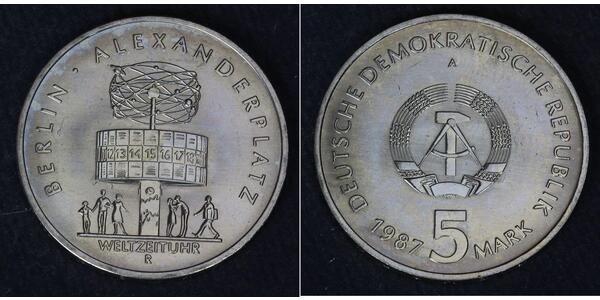 BERLIN · ALEXANDERPLATZ
12 13 14 15 16 17 18
WELTZEITUHR
R
DEUTSCHE DEMOKRATISCHE REPUBLIK
A
1987 5 MARK